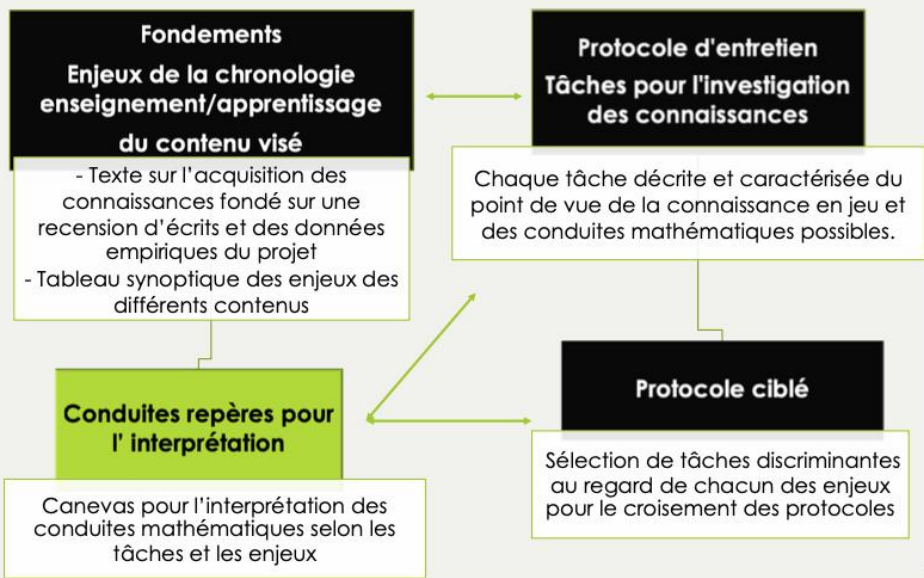 Fondements
Enjeux de la chronologie
enseignement/apprentissage
du contenu visé
- Texte sur l'acquisition des
connaissances fondé sur une
recension d'écrits et des données
empiriques du projet
- Tableau synoptique des enjeux des
différents contenus
Protocole d'entretien
Tâches pour l'investigation
des connaissances
Chaque tâche décrite et caractérisée du
point de vue de la connaissance en jeu et
des conduites mathématiques possibles.
Conduites repères pour
l' interprétation
Canevas pour l'interprétation des
conduites mathématiques selon les
tâches et les enjeux
Protocole ciblé
Sélection de tâches discriminantes
au regard de chacun des enjeux
pour le croisement des protocoles